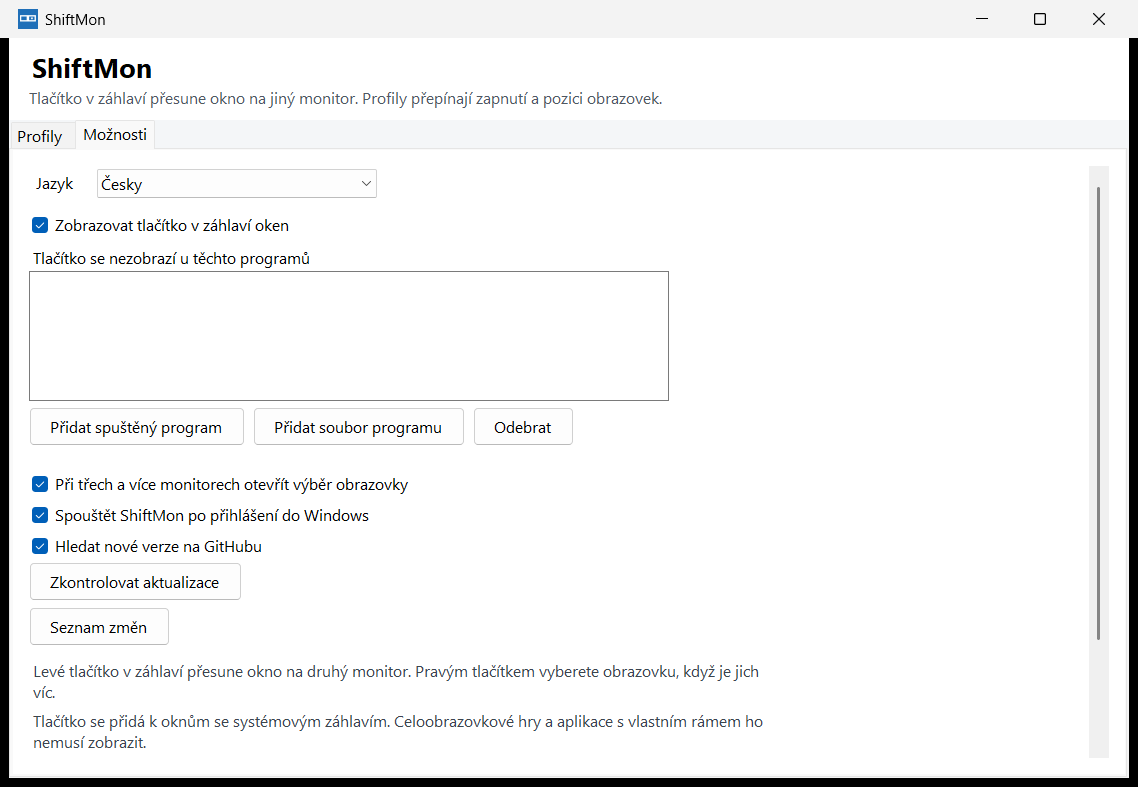 ShiftMon
ShiftMon
Tlačítko v záhlaví přesune okno na jiný monitor. Profily přepínají zapnutí a pozici obrazovek.
Profily
Možnosti
Jazyk
Česky
Zobrazovat tlačítko v záhlaví oken
Tlačítko se nezobrazí u těchto programů
Přidat spuštěný program
Přidat soubor programu
Odebrat
Při třech a více monitorech otevřít výběr obrazovky
Spouštět ShiftMon po přihlášení do Windows
Hledat nové verze na GitHubu
Zkontrolovat aktualizace
Seznam změn
Levé tlačítko v záhlaví přesune okno na druhý monitor. Pravým tlačítkem vyberete obrazovku, když je jich
víc.
Tlačítko se přidá k oknům se systémovým záhlavím. Celoobrazovkové hry a aplikace s vlastním rámem ho
nemusí zobrazit.